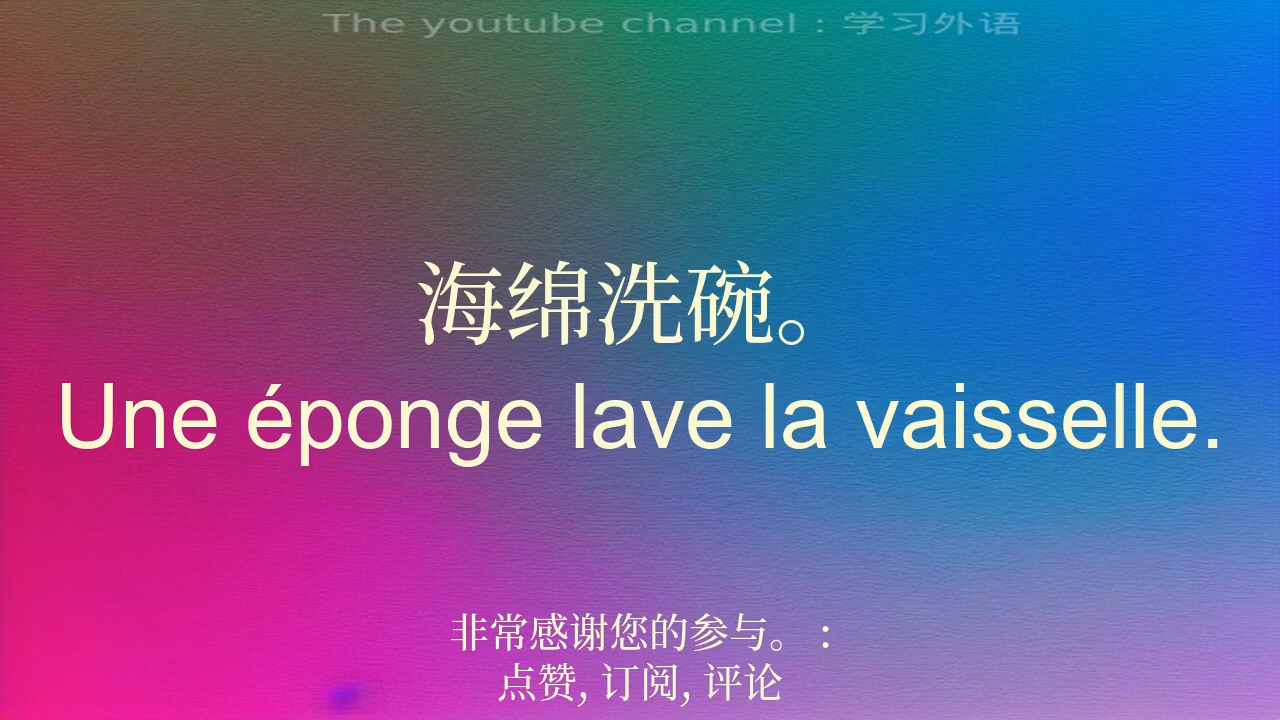 The youtube channel : 学习外语
海绵洗碗。
Une éponge lave la vaisselle.
非常感谢您的参与。 :
点赞, 订阅, 评论